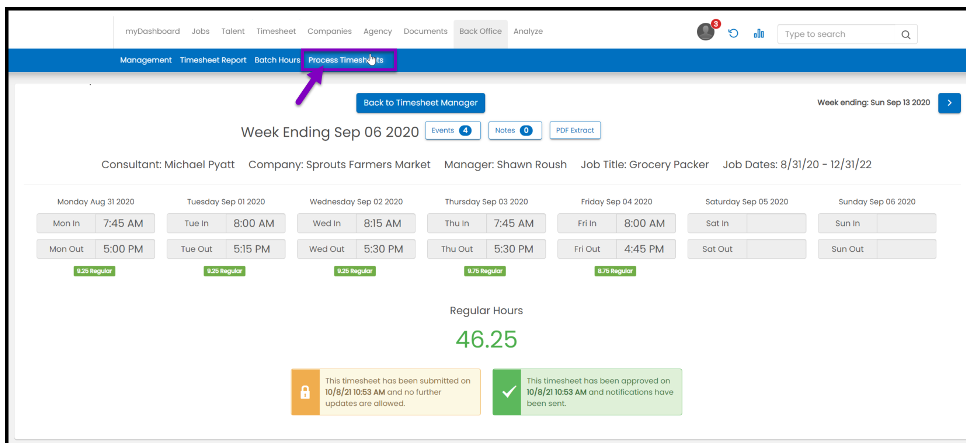 myDashboard Jobs Talent Timesheet Companies Agency Documents Back Office Analyze 3 Type to search
Management Timesheet Report Batch Hours Process Timesheets
Back to Timesheet Manager Week ending: Sun Sep 13 2020
Week Ending Sep 06 2020 Events 4 Notes 0 PDF Extract
Consultant: Michael Pyatt Company: Sprouts Farmers Market Manager: Shawn Roush Job Title: Grocery Packer Job Dates: 8/31/20 - 12/31/22
Monday Aug 31 2020 Tuesday Sep 01 2020 Wednesday Sep 02 2020 Thursday Sep 03 2020 Friday Sep 04 2020 Saturday Sep 05 2020 Sunday Sep 06 2020
Mon In 7:45 AM Tue In 8:00 AM Wed In 8:15 AM Thu In 7:45 AM Fri In 8:00 AM Sat In Sun In
Mon Out 5:00 PM Tue Out 5:15 PM Wed Out 5:30 PM Thu Out 5:30 PM Fri Out 4:45 PM Sat Out Sun Out
9.25 Regular 9.25 Regular 9.25 Regular 9.75 Regular 8.75 Regular
Regular Hours
46.25
This timesheet has been submitted on
10/8/21 10:53 AM and no further
updates are allowed.
This timesheet has been approved on
10/8/21 10:53 AM and notifications have
been sent.